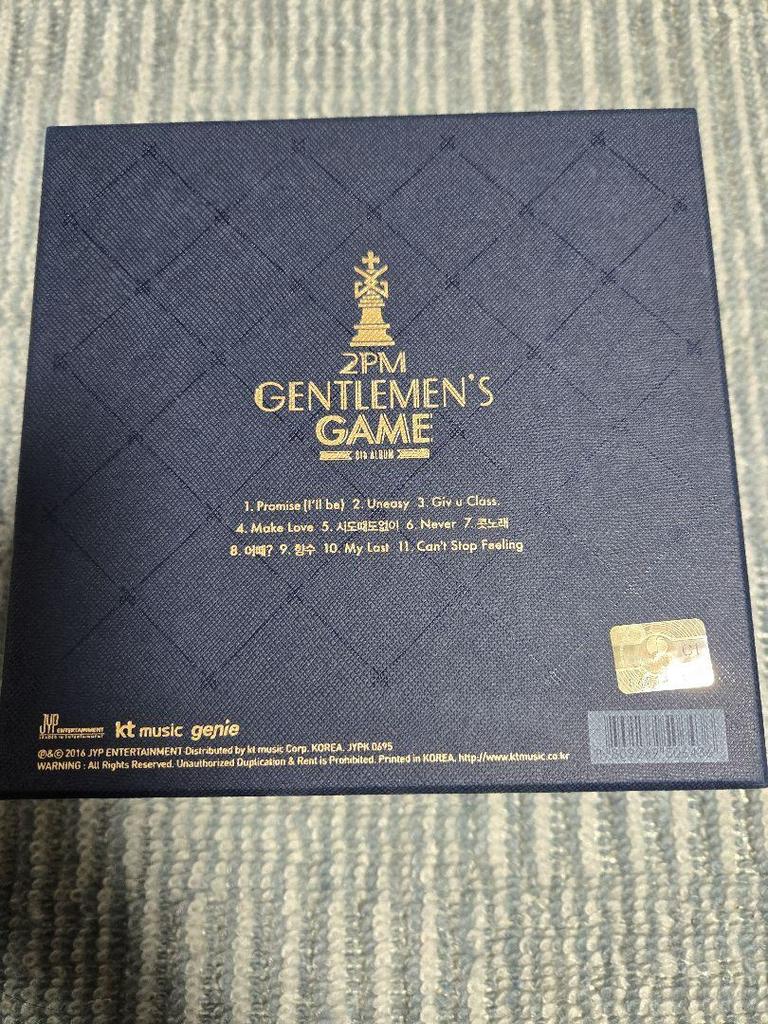 2PM
GENTLEMEN'S
GAME
6th ALBUM
1. Promise (I'll be) 2. Uneasy 3. Giv u Class
4. Make Love 5. 시도때도없이 6. Never 7. 콧노래
8. 어때? 9. 향수 10. My Last 11. Can't Stop Feeling
JYP ENTERTAINMENT
LEADER IN ENTERTAINMENT
kt music genie
℗&© 2016 JYP ENTERTAINMENT Distributed by kt music Corp. KOREA. JYPK 0695
WARNING : All Rights Reserved. Unauthorized Duplication & Rent is Prohibited. Printed in KOREA. http://www.ktmusic.co.kr